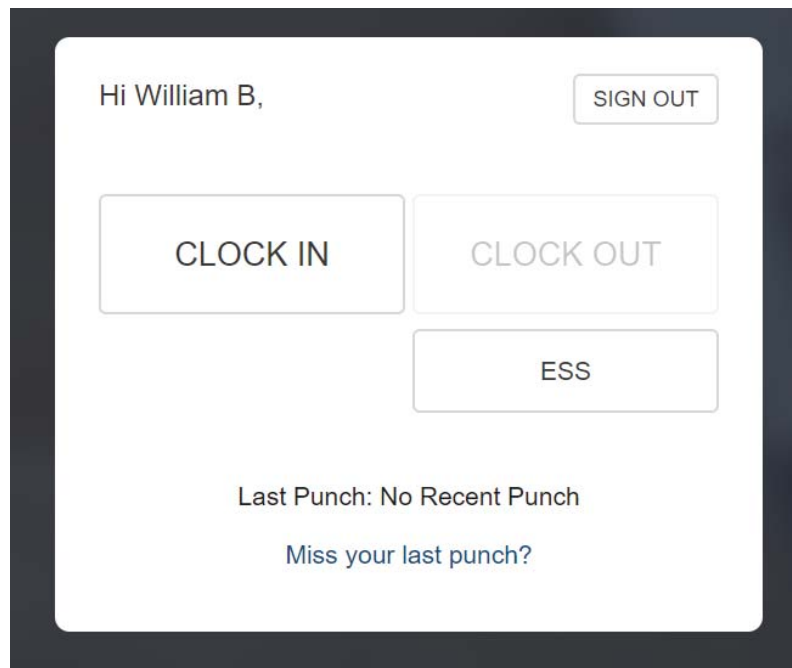 Hi William B,
SIGN OUT
CLOCK IN
CLOCK OUT
ESS
Last Punch: No Recent Punch
Miss your last punch?